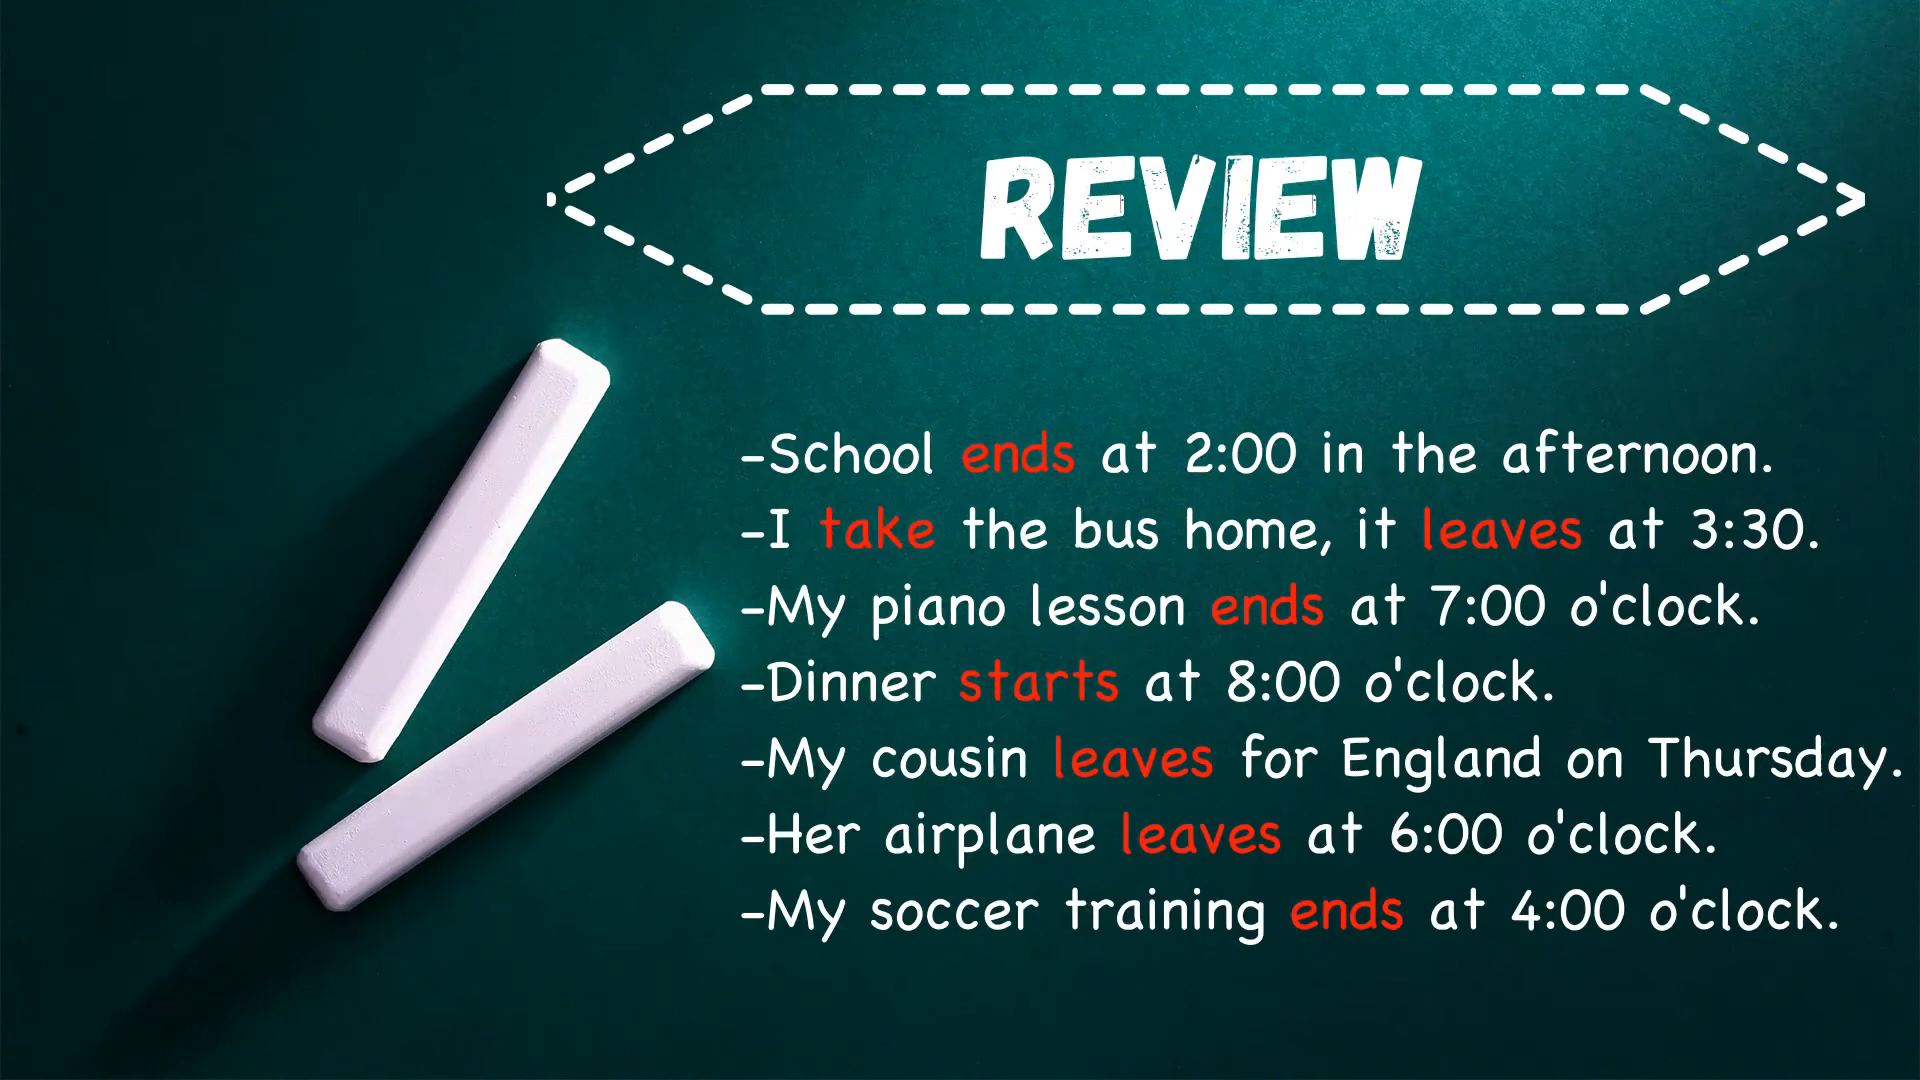 REVIEW
-School ends at 2:00 in the afternoon.
-I take the bus home, it leaves at 3:30.
-My piano lesson ends at 7:00 o'clock.
-Dinner starts at 8:00 o'clock.
-My cousin leaves for England on Thursday.
-Her airplane leaves at 6:00 o'clock.
-My soccer training ends at 4:00 o'clock.